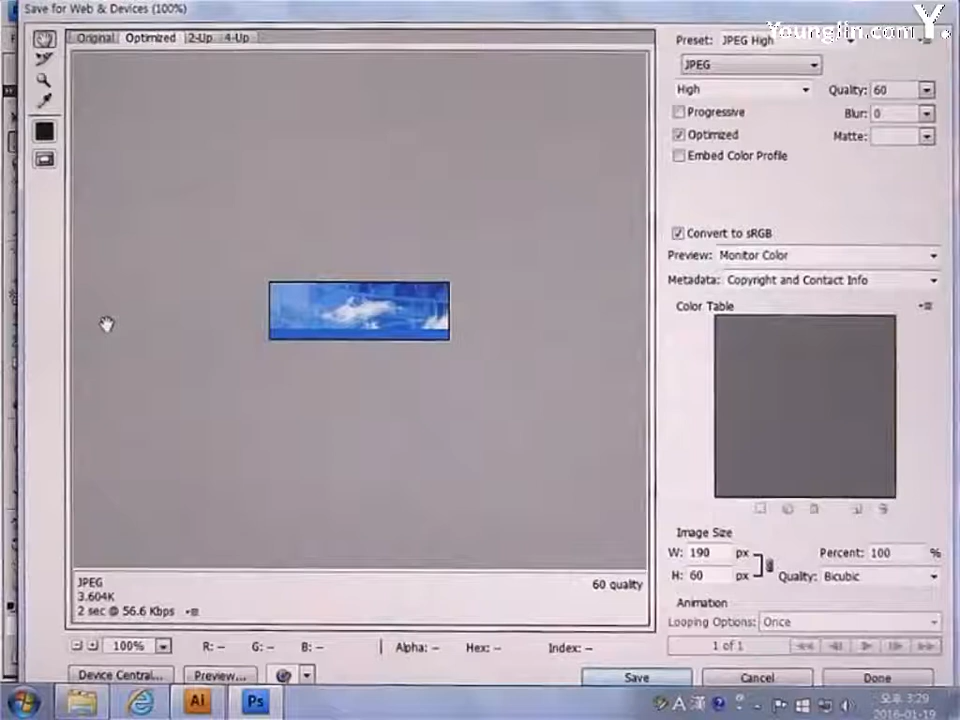 Save for Web & Devices (100%)
Younglin.com Y.
Original Optimized 2-Up 4-Up
Preset: JPEG High
JPEG
High Quality: 60
Progressive Blur: 0
Optimized Matte:
Embed Color Profile
Convert to sRGB
Preview: Monitor Color
Metadata: Copyright and Contact Info
Color Table
Image Size
W: 190 px Percent: 100 %
H: 60 px Quality: Bicubic
Animation
Looping Options: Once
1 of 1
JPEG 60 quality
3.604K
2 sec @ 56.6 Kbps
100% R: -- G: -- B: -- Alpha: -- Hex: -- Index: --
Device Central... Preview... Save Cancel Done
Ai Ps A 漢 ?
오후 3:29
2016-01-19